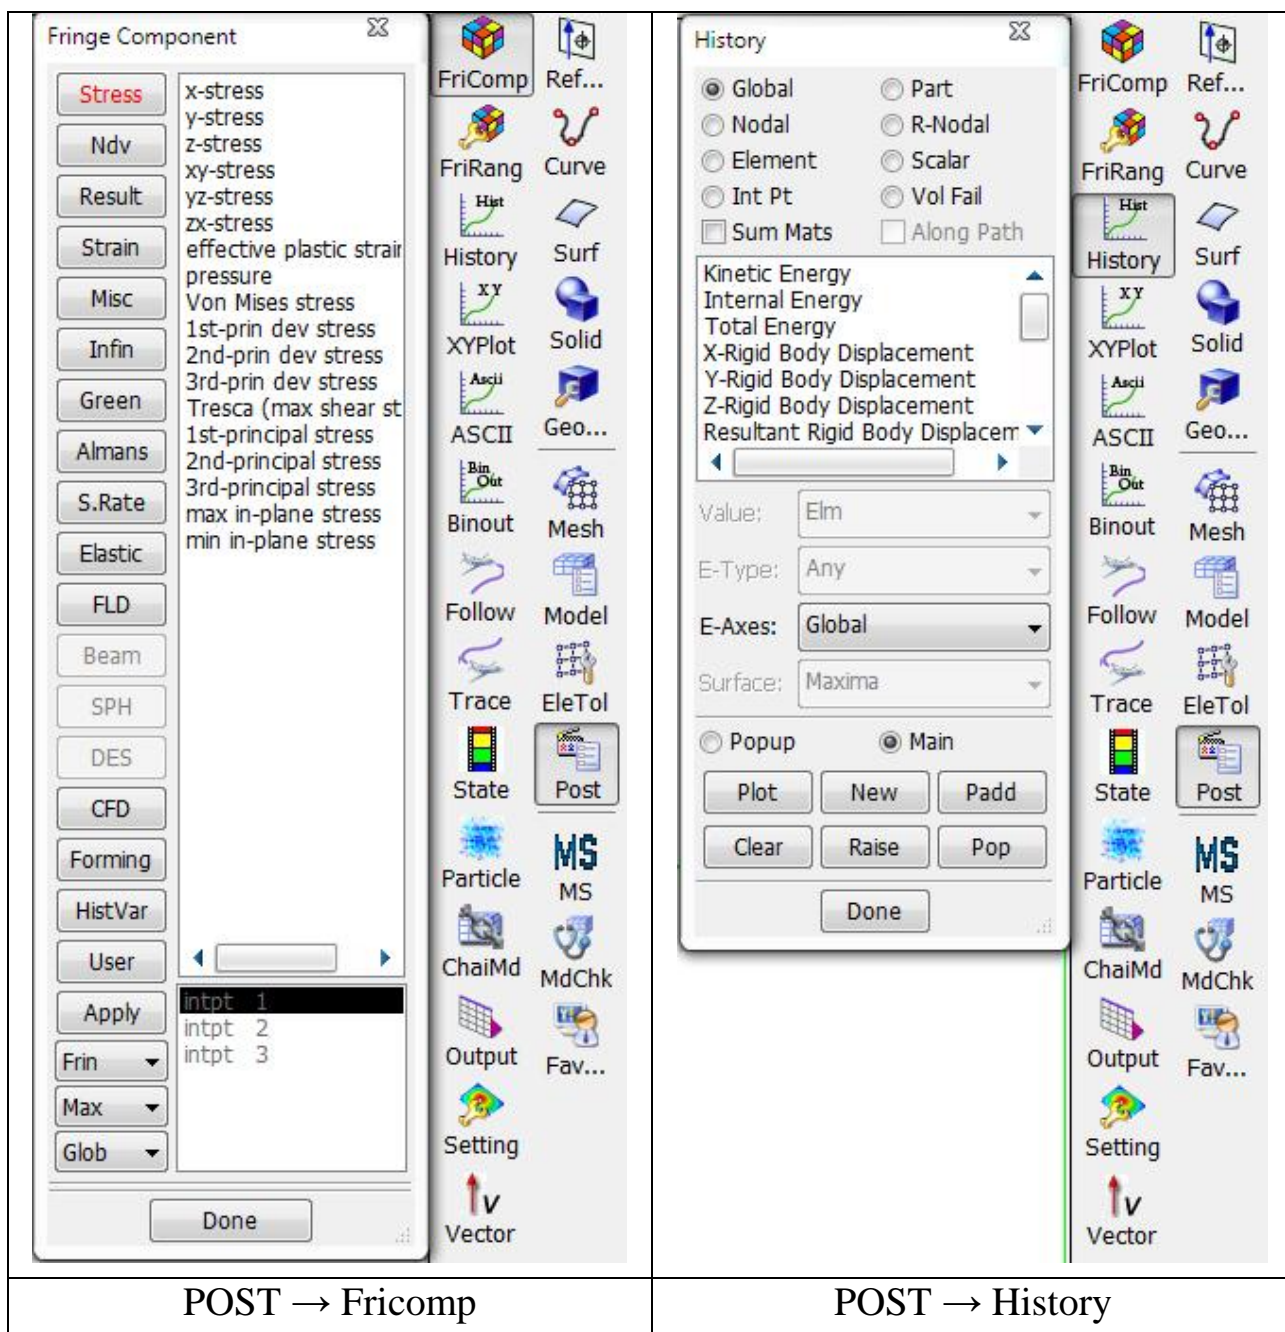 Fringe Component
Stress
Ndv
Result
Strain
Misc
Infin
Green
Almans
S.Rate
Elastic
FLD
Beam
SPH
DES
CFD
Forming
HistVar
User
Apply
Frin
Max
Glob
x-stress
y-stress
z-stress
xy-stress
yz-stress
zx-stress
effective plastic strair
pressure
Von Mises stress
1st-prin dev stress
2nd-prin dev stress
3rd-prin dev stress
Tresca (max shear st
1st-principal stress
2nd-principal stress
3rd-principal stress
max in-plane stress
min in-plane stress
intpt 1
intpt 2
intpt 3
Done
FriComp
FriRang
Hist
History
XY
XYPlot
Ascii
ASCII
Bin
Out
Binout
Follow
Trace
State
Particle
ChaiMd
Output
Setting
V
Vector
Ref...
Curve
Surf
Solid
Geo...
Mesh
Model
EleTol
Post
MS
MS
MdChk
Fav...
POST → Fricomp
History
Global
Part
Nodal
R-Nodal
Element
Scalar
Int Pt
Vol Fail
Sum Mats
Along Path
Kinetic Energy
Internal Energy
Total Energy
X-Rigid Body Displacement
Y-Rigid Body Displacement
Z-Rigid Body Displacement
Resultant Rigid Body Displacem
Value: Elm
E-Type: Any
E-Axes: Global
Surface: Maxima
Popup
Main
Plot
New
Padd
Clear
Raise
Pop
Done
FriComp
FriRang
Hist
History
XY
XYPlot
Ascii
ASCII
Bin
Out
Binout
Follow
Trace
State
Particle
ChaiMd
Output
Setting
V
Vector
Ref...
Curve
Surf
Solid
Geo...
Mesh
Model
EleTol
Post
MS
MS
MdChk
Fav...
POST → History